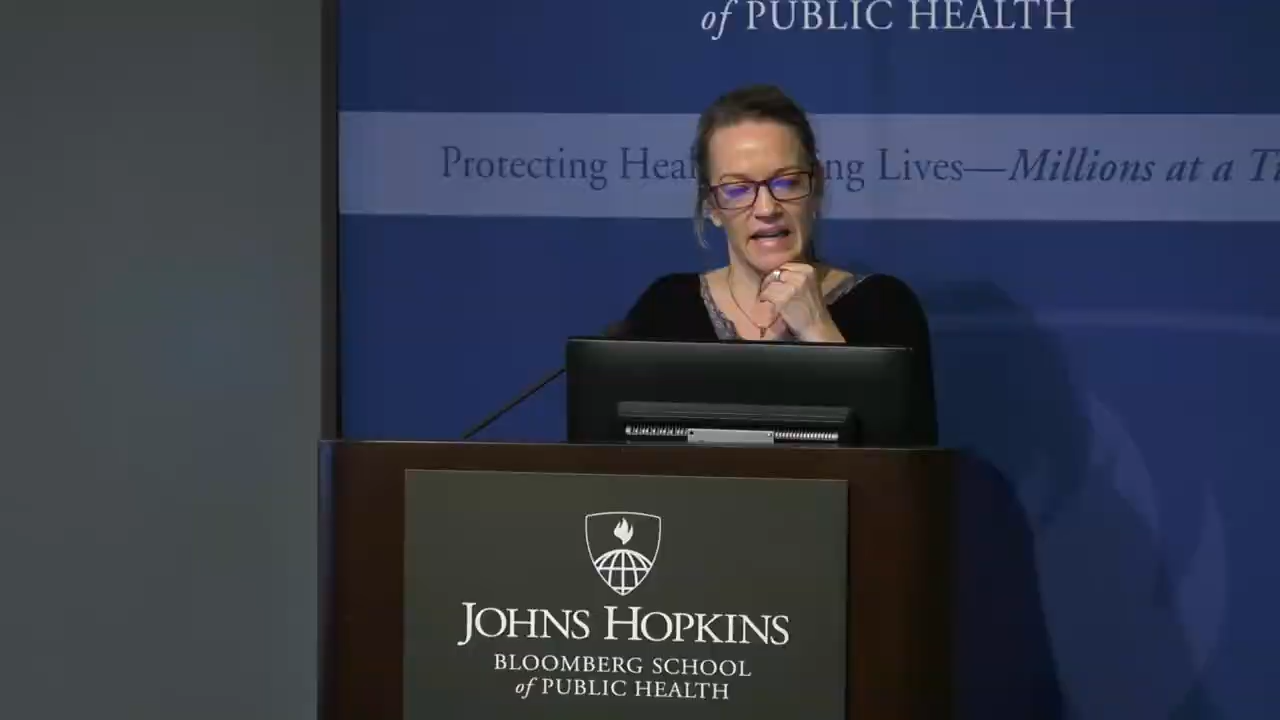 of PUBLIC HEALTH
Protecting Hea ng Lives—Millions at a T
JOHNS HOPKINS
BLOOMBERG SCHOOL
of PUBLIC HEALTH